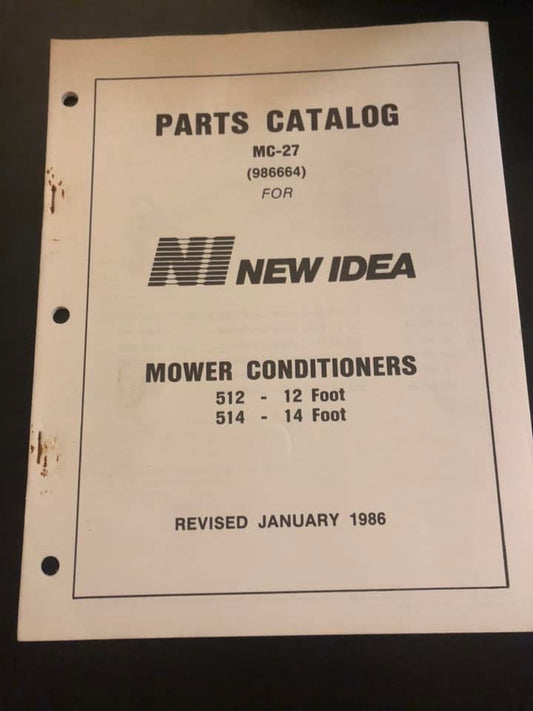 PARTS CATALOG
MC-27
(986664)
FOR
NI NEW IDEA
MOWER CONDITIONERS
512 - 12 Foot
514 - 14 Foot
REVISED JANUARY 1986